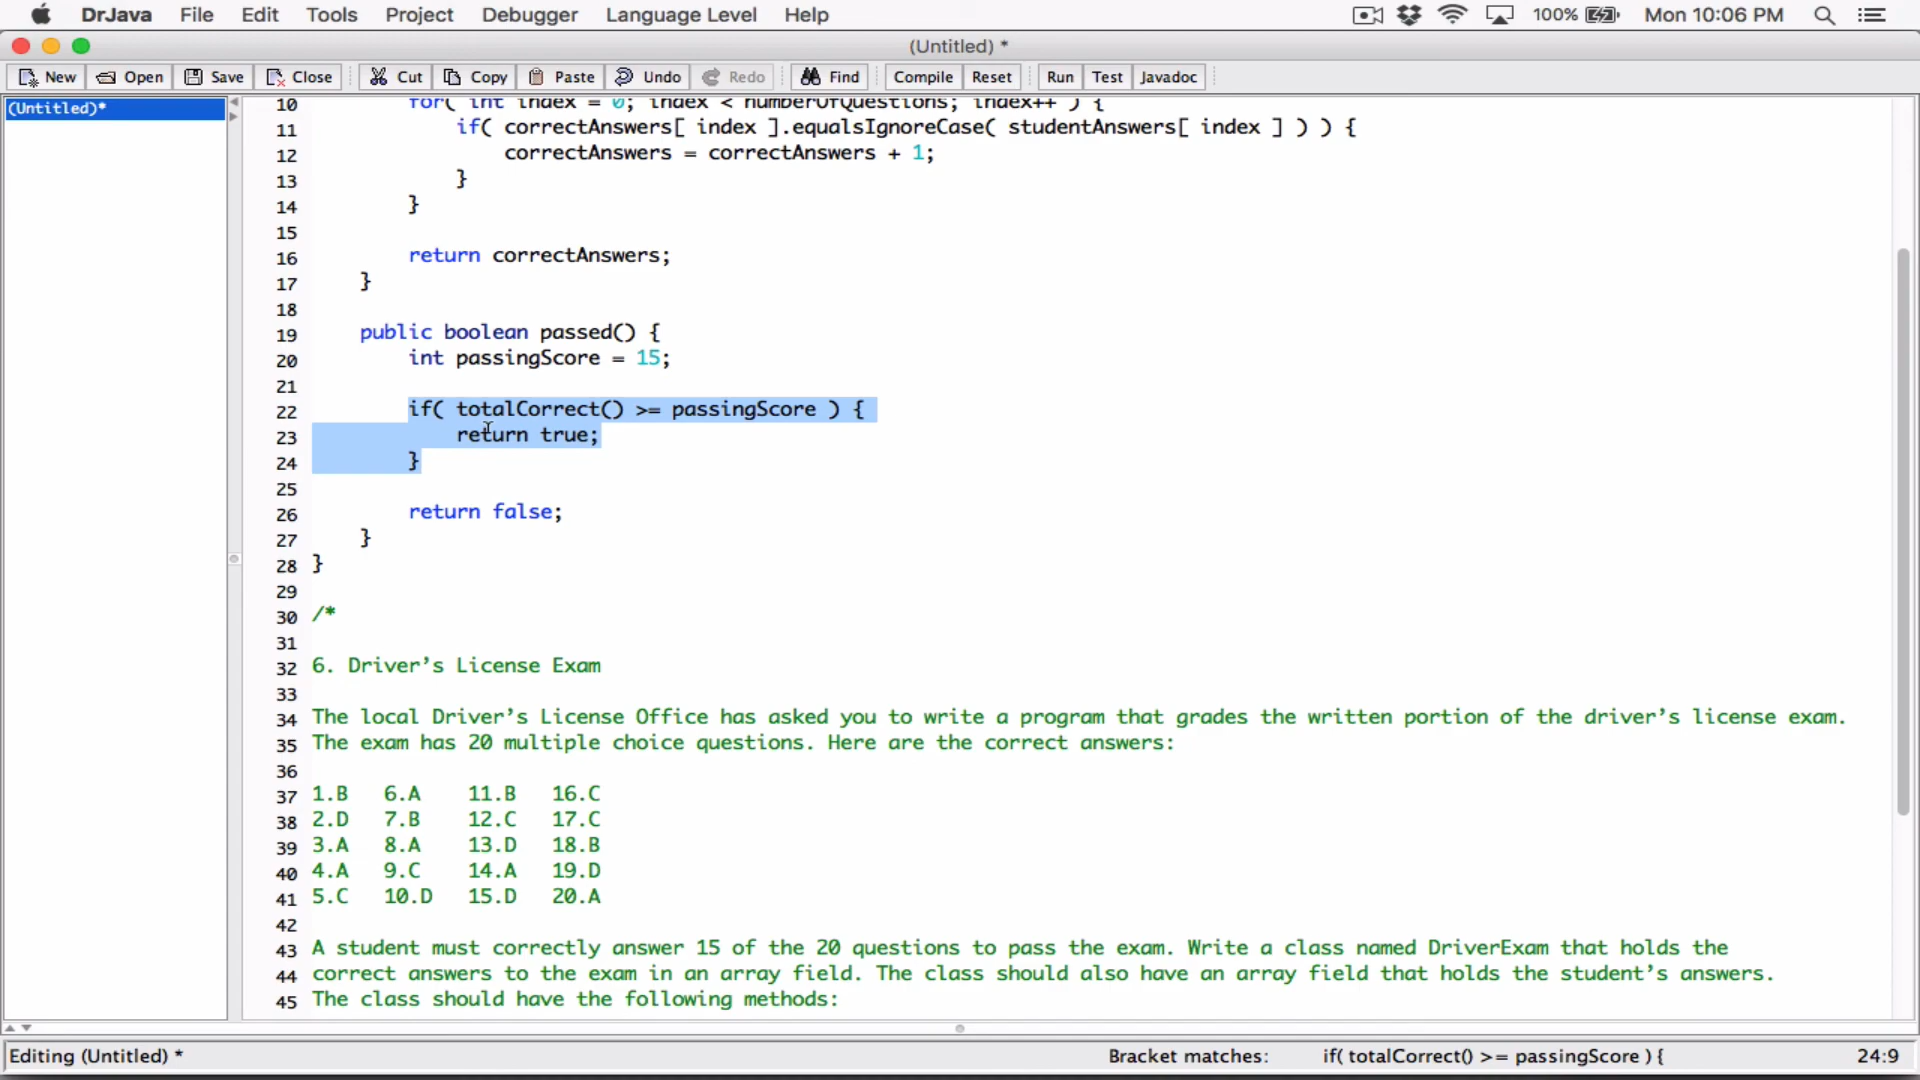 DrJava File Edit Tools Project Debugger Language Level Help 100% Mon 10:06 PM
(Untitled) *
New Open Save Close Cut Copy Paste Undo Redo Find Compile Reset Run Test Javadoc
(Untitled)*
10 for( int index = 0; index < numberOfQuestions; index++ ) {
11 if( correctAnswers[ index ].equalsIgnoreCase( studentAnswers[ index ] ) ) {
12 correctAnswers = correctAnswers + 1;
13 }
14 }
15
16 return correctAnswers;
17 }
18
19 public boolean passed() {
20 int passingScore = 15;
21
22 if( totalCorrect() >= passingScore ) {
23 return true;
24 }
25
26 return false;
27 }
28 }
29
30 /*
31
32 6. Driver's License Exam
33
34 The local Driver's License Office has asked you to write a program that grades the written portion of the driver's license exam.
35 The exam has 20 multiple choice questions. Here are the correct answers:
36
37 1.B 6.A 11.B 16.C
38 2.D 7.B 12.C 17.C
39 3.A 8.A 13.D 18.B
40 4.A 9.C 14.A 19.D
41 5.C 10.D 15.D 20.A
42
43 A student must correctly answer 15 of the 20 questions to pass the exam. Write a class named DriverExam that holds the
44 correct answers to the exam in an array field. The class should also have an array field that holds the student's answers.
45 The class should have the following methods:
Editing (Untitled) * Bracket matches: if( totalCorrect() >= passingScore ) { 24:9